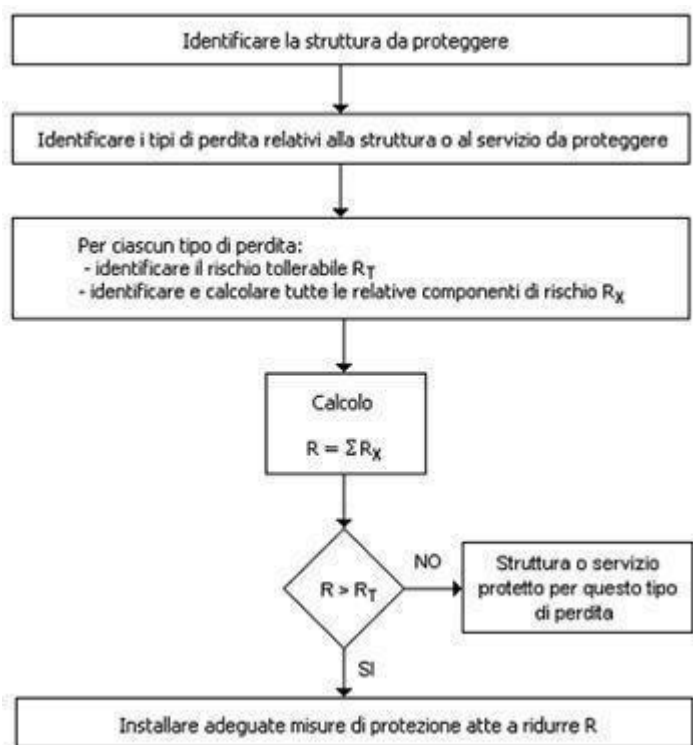 Identificare la struttura da proteggere
Identificare i tipi di perdita relativi alla struttura o al servizio da proteggere
Per ciascun tipo di perdita:
- identificare il rischio tollerabile RT
- identificare e calcolare tutte le relative componenti di rischio RX
Calcolo
R = ΣRX
R > RT
NO
Struttura o servizio
protetto per questo tipo
di perdita
SI
Installare adeguate misure di protezione atte a ridurre R